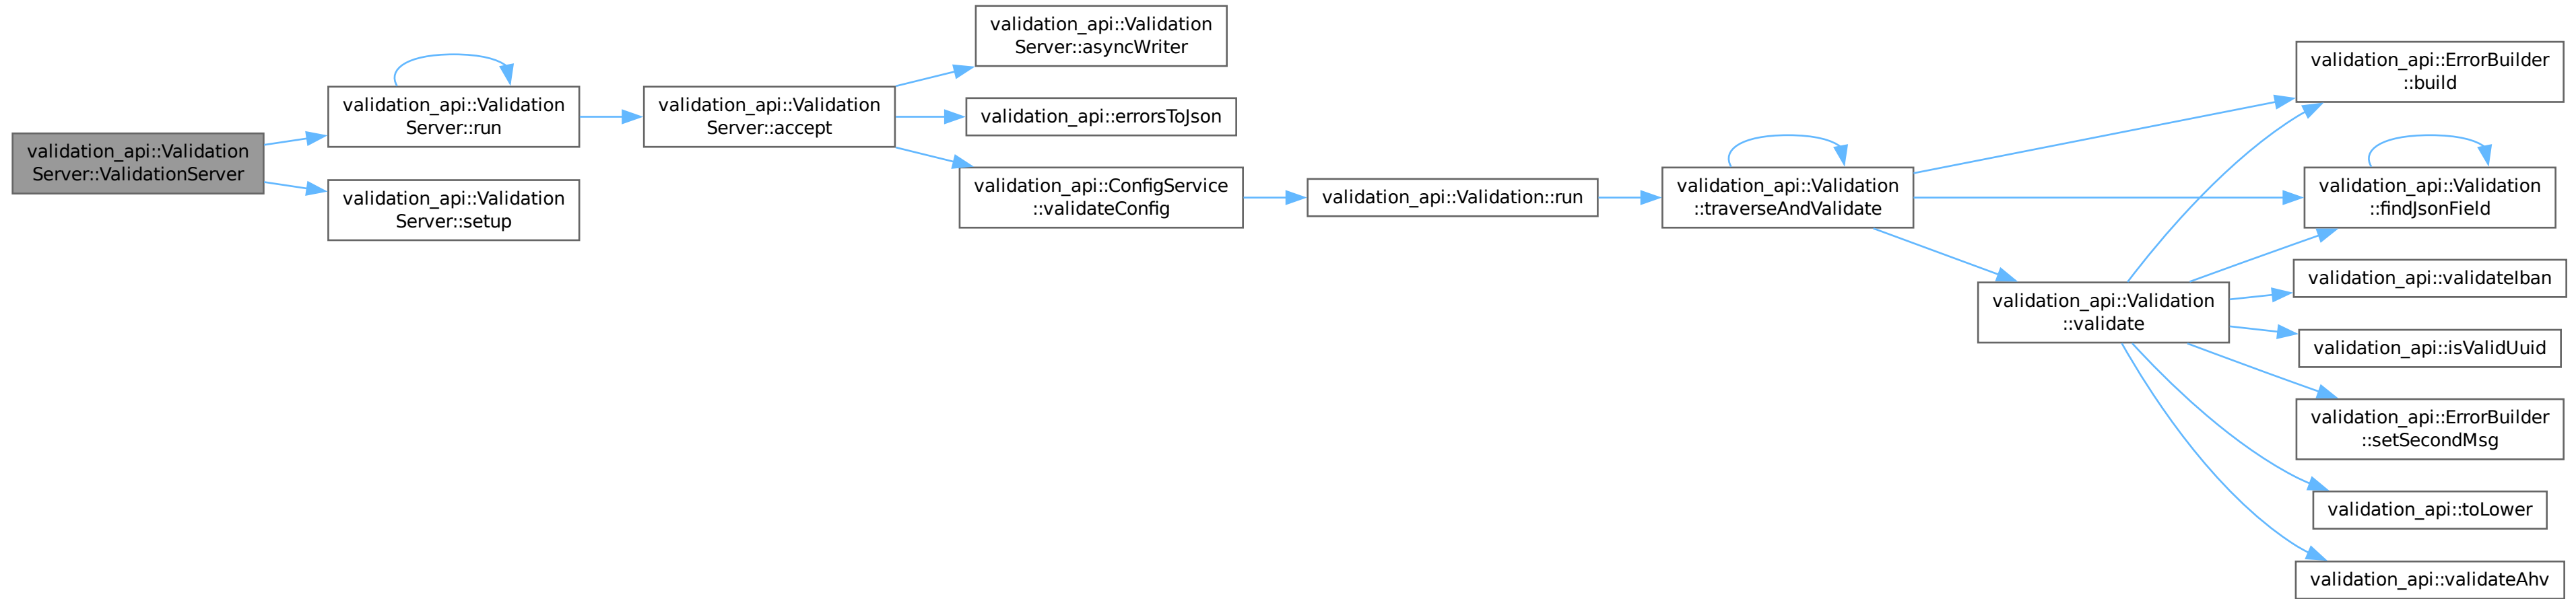 validation_api::Validation
Server::ValidationServer
validation_api::Validation
Server::run
validation_api::Validation
Server::setup
validation_api::Validation
Server::accept
validation_api::Validation
Server::asyncWriter
validation_api::errorsToJson
validation_api::ConfigService
::validateConfig
validation_api::Validation::run
validation_api::Validation
::traverseAndValidate
validation_api::Validation
::validate
validation_api::ErrorBuilder
::build
validation_api::Validation
::findJsonField
validation_api::validateIban
validation_api::isValidUuid
validation_api::ErrorBuilder
::setSecondMsg
validation_api::toLower
validation_api::validateAhv